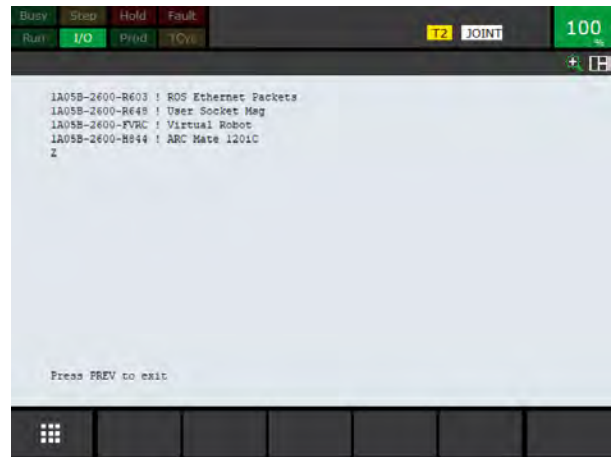 Busy Step Hold Fault
Run I/O Prod TCyc
T2 JOINT
100
%
1A05B-2600-R603 ! ROS Ethernet Packets
1A05B-2600-R648 ! User Socket Msg
1A05B-2600-FVRC ! Virtual Robot
1A05B-2600-H844 ! ARC Mate 120iC
Z
Press PREV to exit